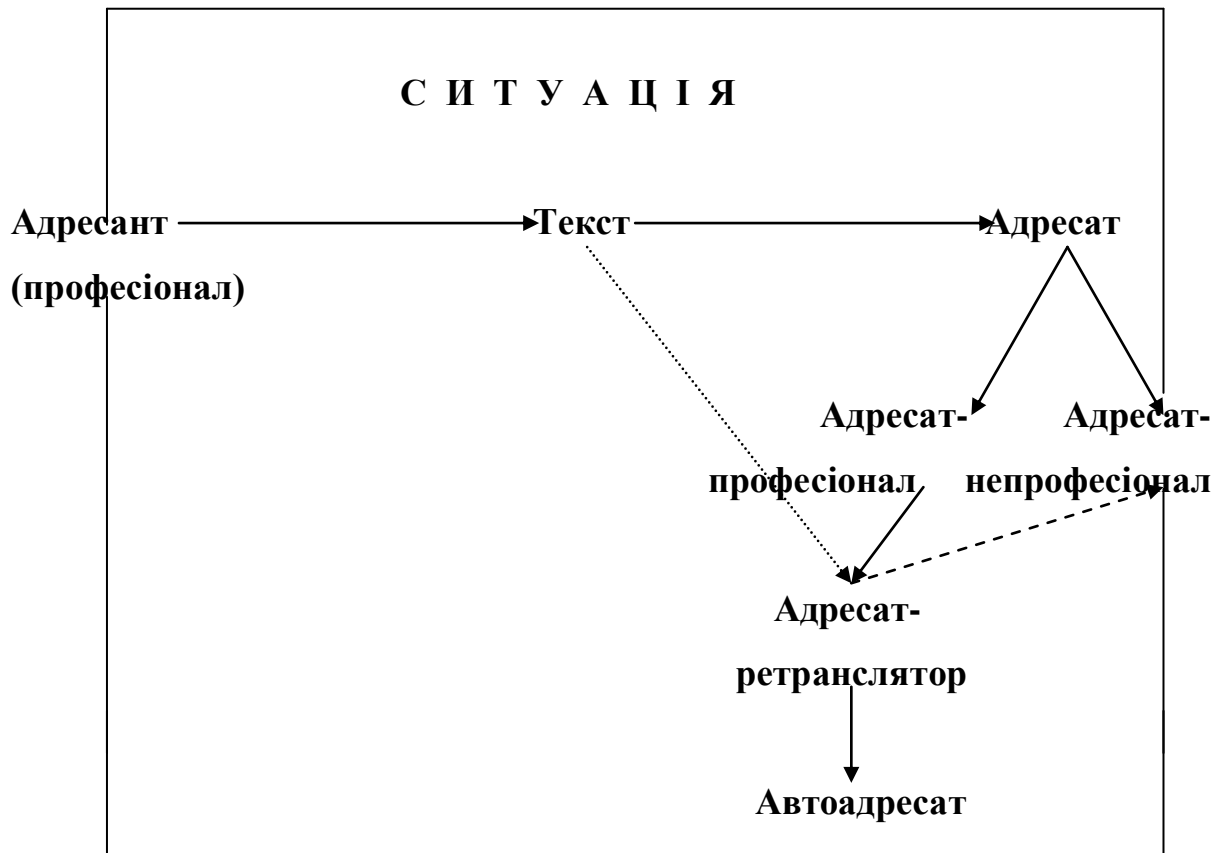 С И Т У А Ц І Я
Адресант Текст Адресат
(професіонал)
Адресат- Адресат-
професіонал непрофесіонал
Адресат-
ретранслятор
Автоадресат